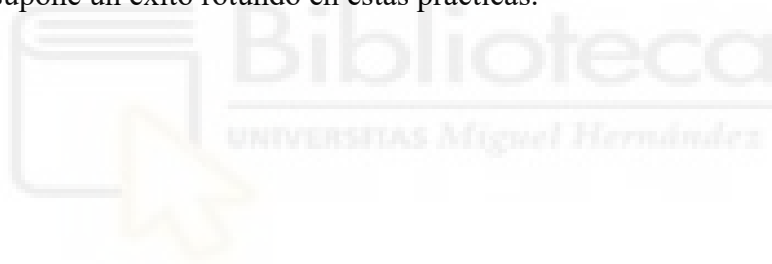 supone un éxito rotundo en estas prácticas.
Biblioteca
UNIVERSITAS Miguel Hernández